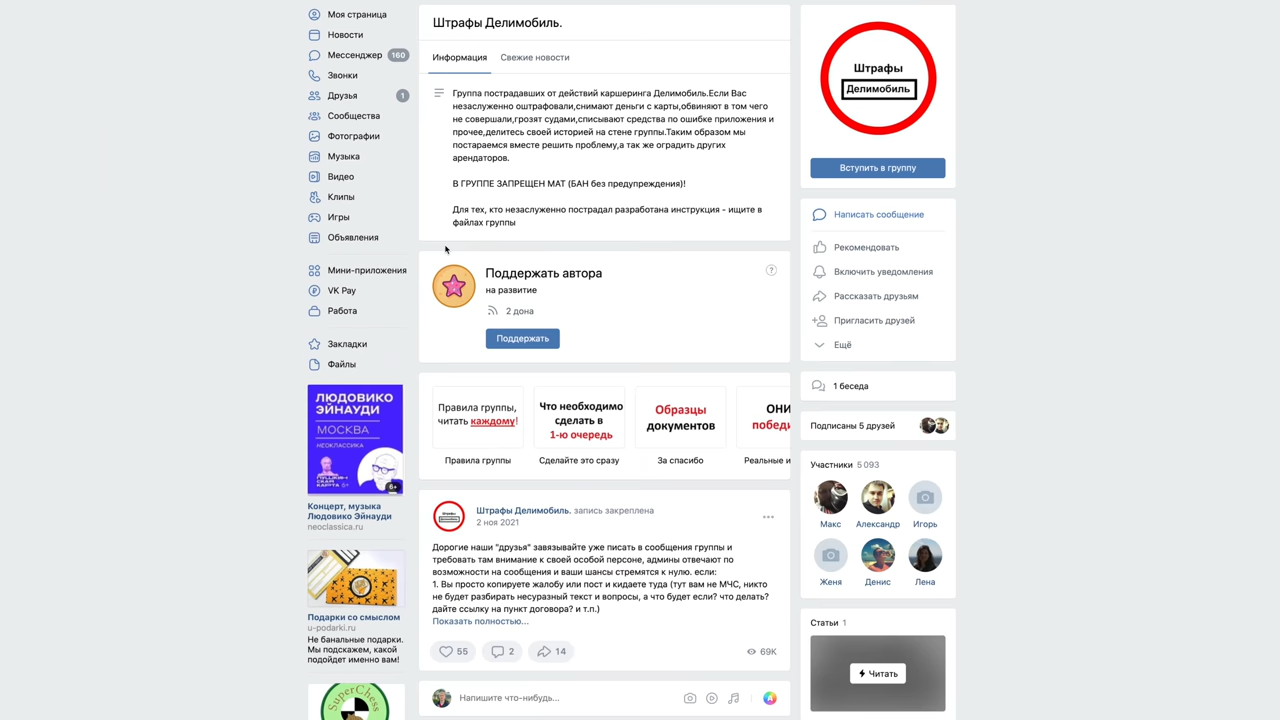 Моя страница
Новости
Мессенджер 160
Звонки
Друзья 1
Сообщества
Фотографии
Музыка
Видео
Клипы
Игры
Объявления
Мини-приложения
VK Pay
Работа
Закладки
Файлы
ЛЮДОВИКО
ЭЙНАУДИ
МОСКВА
НЕОКЛАССИКА
6+
Концерт, музыка
Людовико Эйнауди
neoclassica.ru
Подарки со смыслом
u-podarki.ru
Не банальные подарки.
Мы подскажем, какой
подойдет именно вам!
SuperChess
Штрафы Делимобиль.
Информация Свежие новости
Группа пострадавших от действий каршеринга Делимобиль.Если Вас
незаслуженно оштрафовали,снимают деньги с карты,обвиняют в том чего
не совершали,грозят судами,списывают средства по ошибке приложения и
прочее,делитесь своей историей на стене группы.Таким образом мы
постараемся вместе решить проблему,а так же оградить других
арендаторов.
В ГРУППЕ ЗАПРЕЩЕН МАТ (БАН без предупреждения)!
Для тех, кто незаслуженно пострадал разработана инструкция - ищите в
файлах группы
Поддержать автора
на развитие
2 дона
Поддержать
?
Правила группы,
читать каждому!
Правила группы
Что необходимо
сделать в
1-ю очередь
Сделайте это сразу
Образцы
документов
За спасибо
ОНИ
победи
Реальные и
Штрафы Делимобиль. запись закреплена
2 ноя 2021
Дорогие наши "друзья" завязывайте уже писать в сообщения группы и
требовать там внимание к своей особой персоне, админы отвечают по
возможности на сообщения и ваши шансы стремятся к нулю. если:
1. Вы просто копируете жалобу или пост и кидаете туда (тут вам не МЧС, никто
не будет разбирать несуразный текст и вопросы, а что будет если? что делать?
дайте ссылку на пункт договора? и т.п.)
Показать полностью...
55 2 14 69K
Напишите что-нибудь...
Штрафы
Делимобиль
Вступить в группу
Написать сообщение
Рекомендовать
Включить уведомления
Рассказать друзьям
Пригласить друзей
Ещё
1 беседа
Подписаны 5 друзей
Участники 5 093
Макс Александр Игорь
Женя Денис Лена
Статьи 1
Читать